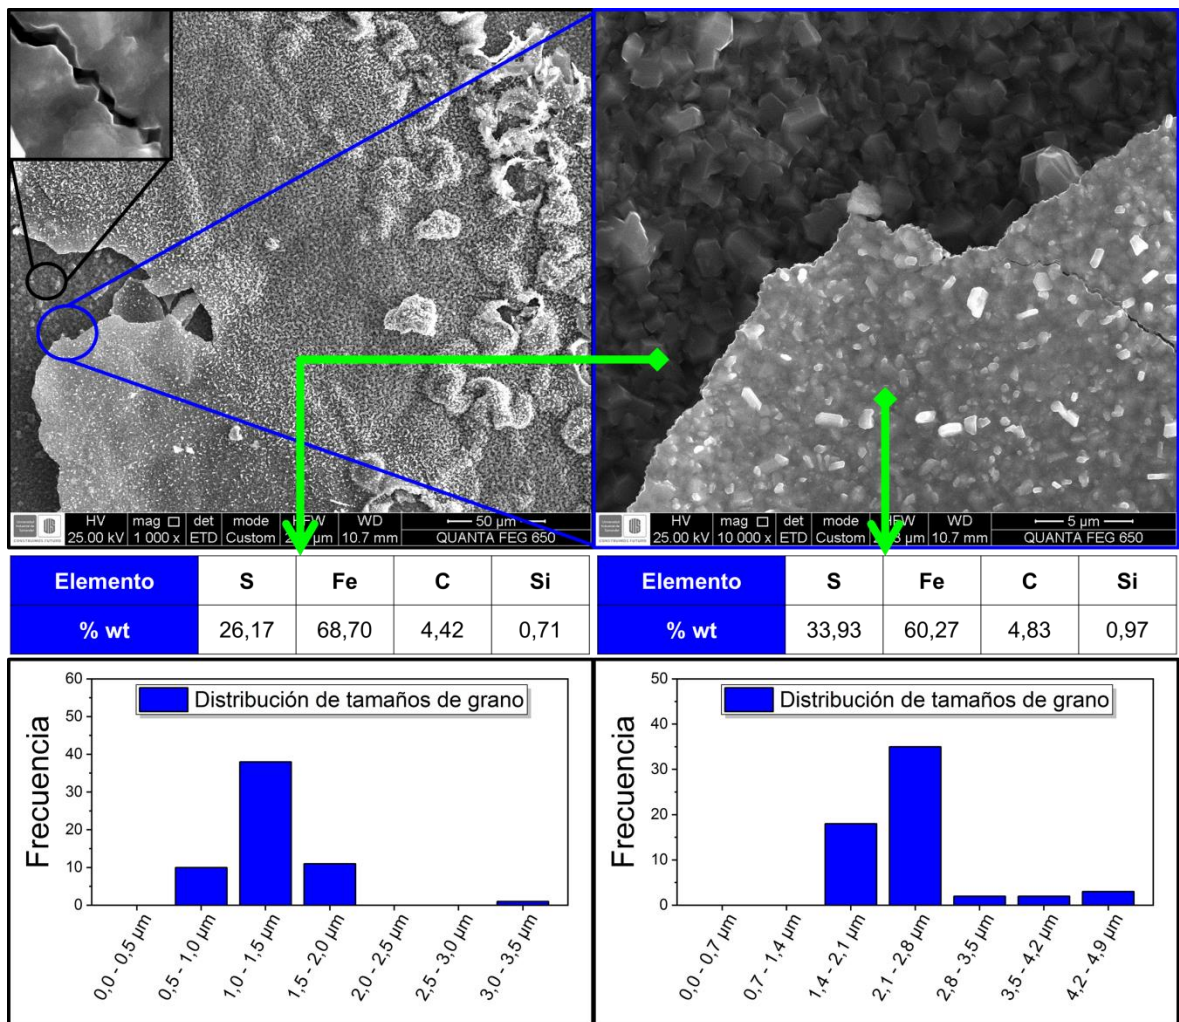 HV mag □ det mode HFW WD 50 µm
25.00 kV 1 000 x ETD Custom 10.7 mm QUANTA FEG 650
HV mag □ det mode HFW WD 5 µm
25.00 kV 10 000 x ETD Custom µm 10.7 mm QUANTA FEG 650
Elemento S Fe C Si
% wt 26,17 68,70 4,42 0,71
Elemento S Fe C Si
% wt 33,93 60,27 4,83 0,97
Distribución de tamaños de grano
Frecuencia
60
50
40
30
20
10
0
0,0 - 0,5 µm
0,5 - 1,0 µm
1,0 - 1,5 µm
1,5 - 2,0 µm
2,0 - 2,5 µm
2,5 - 3,0 µm
3,0 - 3,5 µm
Distribución de tamaños de grano
Frecuencia
50
40
30
20
10
0
0,0 - 0,7 µm
0,7 - 1,4 µm
1,4 - 2,1 µm
2,1 - 2,8 µm
2,8 - 3,5 µm
3,5 - 4,2 µm
4,2 - 4,9 µm